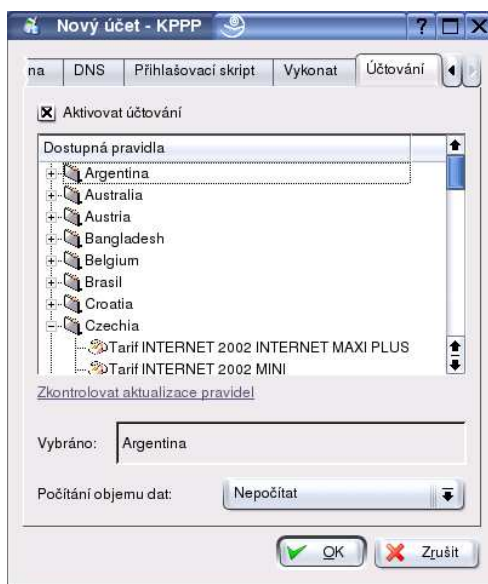 Nový účet - KPPP
na DNS Přihlašovací skript Vykonat Účtování
Aktivovat účtování
Dostupná pravidla
Argentina
Australia
Austria
Bangladesh
Belgium
Brasil
Croatia
Czechia
Tarif INTERNET 2002 INTERNET MAXI PLUS
Tarif INTERNET 2002 MINI
Zkontrolovat aktualizace pravidel
Vybráno: Argentina
Počítání objemu dat: Nepočítat
OK Zrušit